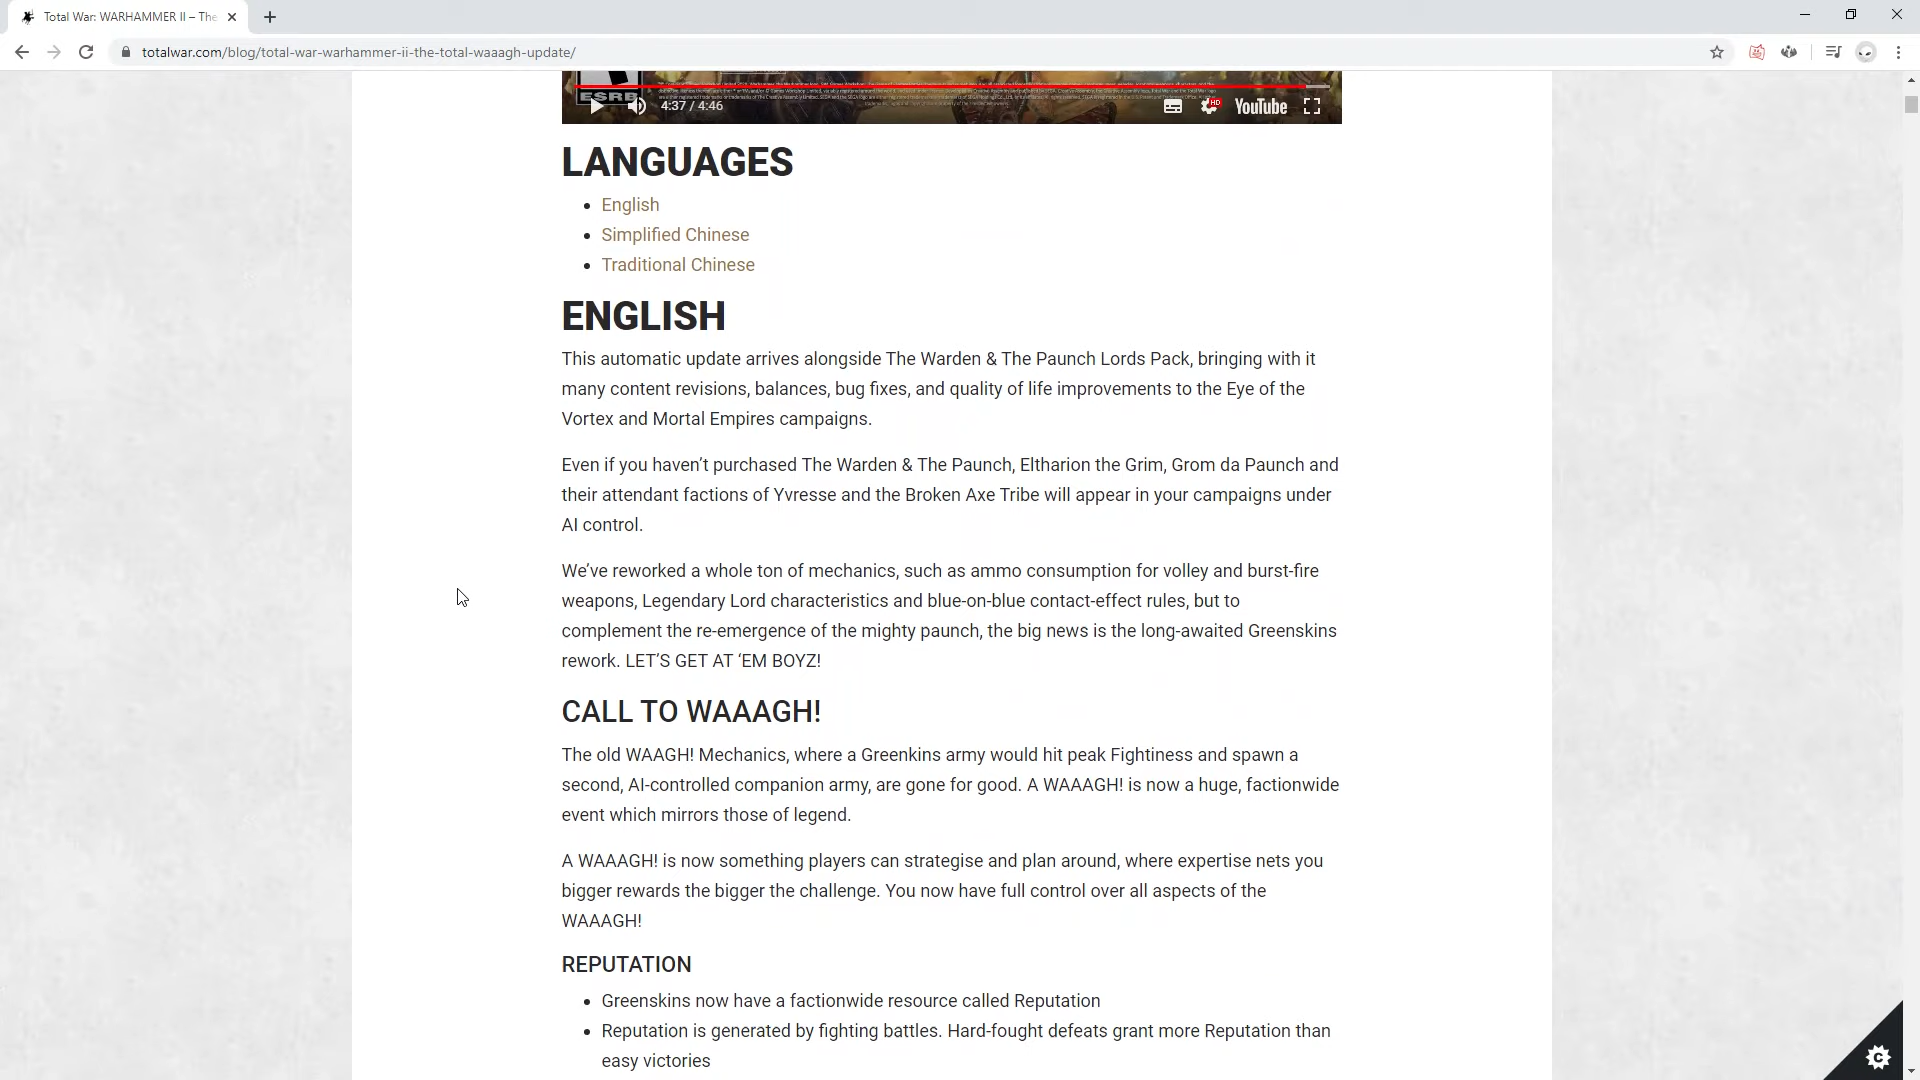 Total War: WARHAMMER II – The
totalwar.com/blog/total-war-warhammer-ii-the-total-waaagh-update/
ESRB
4:37 / 4:46
HD
YouTube
LANGUAGES
English
Simplified Chinese
Traditional Chinese
ENGLISH
This automatic update arrives alongside The Warden & The Paunch Lords Pack, bringing with it
many content revisions, balances, bug fixes, and quality of life improvements to the Eye of the
Vortex and Mortal Empires campaigns.
Even if you haven’t purchased The Warden & The Paunch, Eltharion the Grim, Grom da Paunch and
their attendant factions of Yvresse and the Broken Axe Tribe will appear in your campaigns under
AI control.
We’ve reworked a whole ton of mechanics, such as ammo consumption for volley and burst-fire
weapons, Legendary Lord characteristics and blue-on-blue contact-effect rules, but to
complement the re-emergence of the mighty paunch, the big news is the long-awaited Greenskins
rework. LET’S GET AT ‘EM BOYZ!
CALL TO WAAAGH!
The old WAAGH! Mechanics, where a Greenkins army would hit peak Fightiness and spawn a
second, AI-controlled companion army, are gone for good. A WAAAGH! is now a huge, factionwide
event which mirrors those of legend.
A WAAAGH! is now something players can strategise and plan around, where expertise nets you
bigger rewards the bigger the challenge. You now have full control over all aspects of the
WAAAGH!
REPUTATION
Greenskins now have a factionwide resource called Reputation
Reputation is generated by fighting battles. Hard-fought defeats grant more Reputation than
easy victories